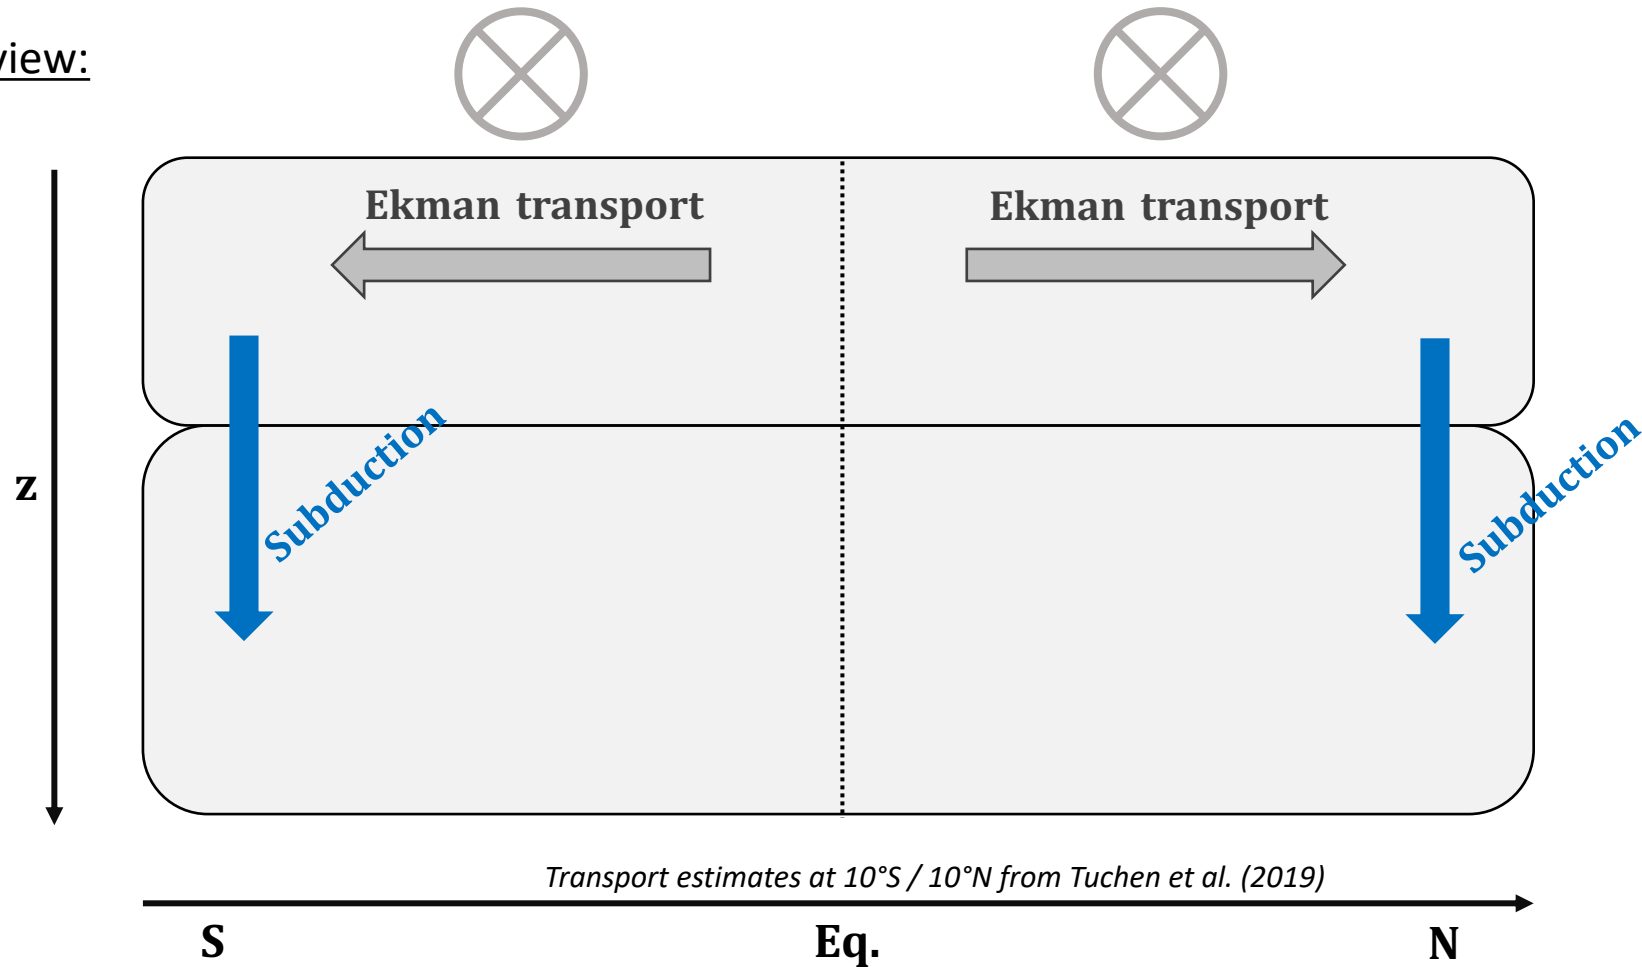 view:
Ekman transport
Ekman transport
Subduction
Subduction
z
Transport estimates at 10°S / 10°N from Tuchen et al. (2019)
S
Eq.
N